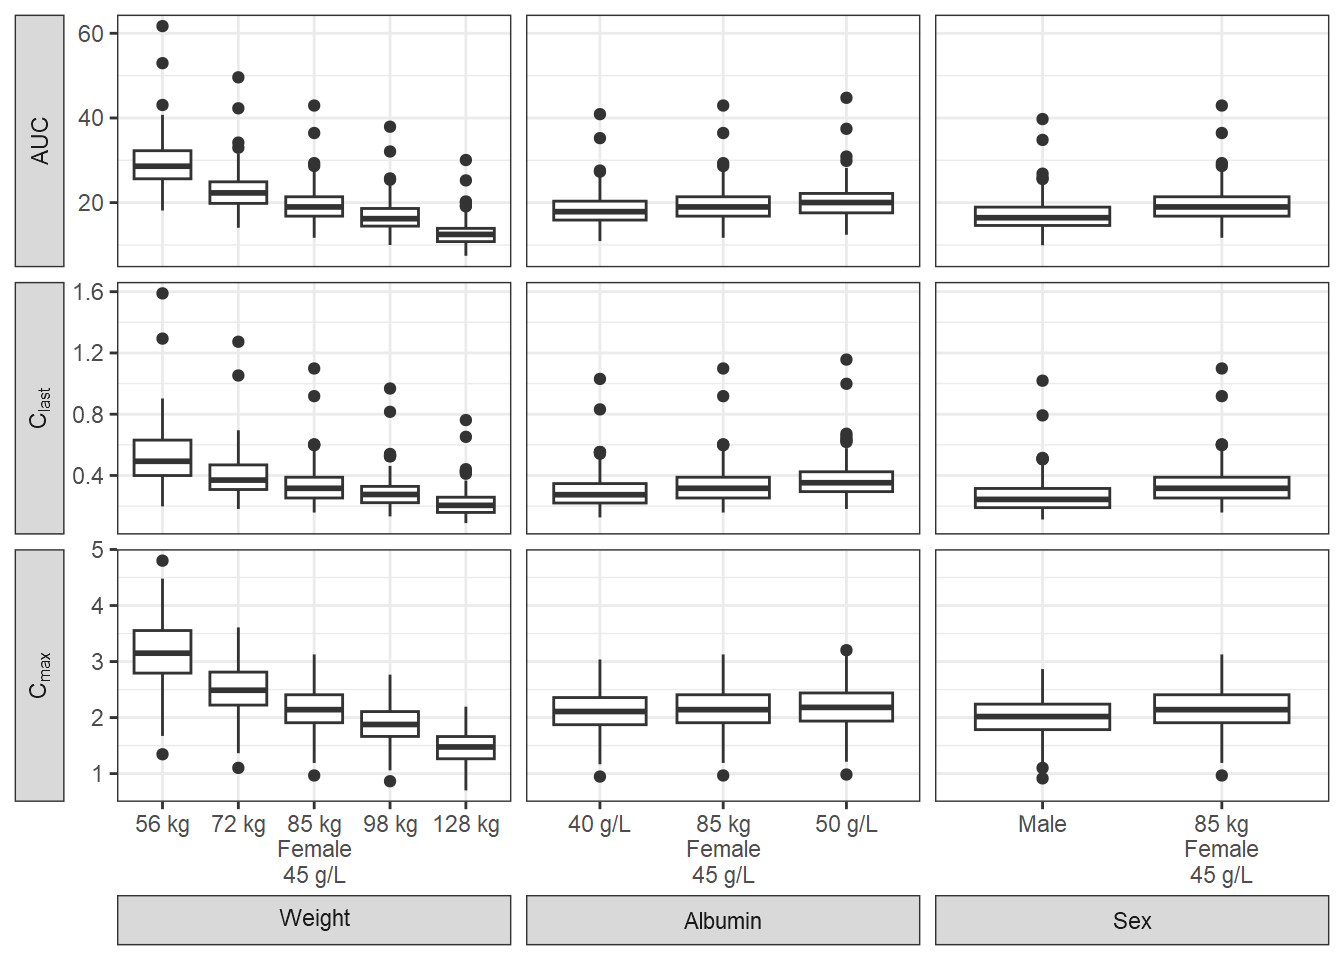 AUC
60
40
20
Clast
1.6
1.2
0.8
0.4
Cmax
5
4
3
2
1
56 kg 72 kg 85 kg 98 kg 128 kg 40 g/L 85 kg 50 g/L Male 85 kg
Female Female Female
45 g/L 45 g/L 45 g/L
Weight Albumin Sex